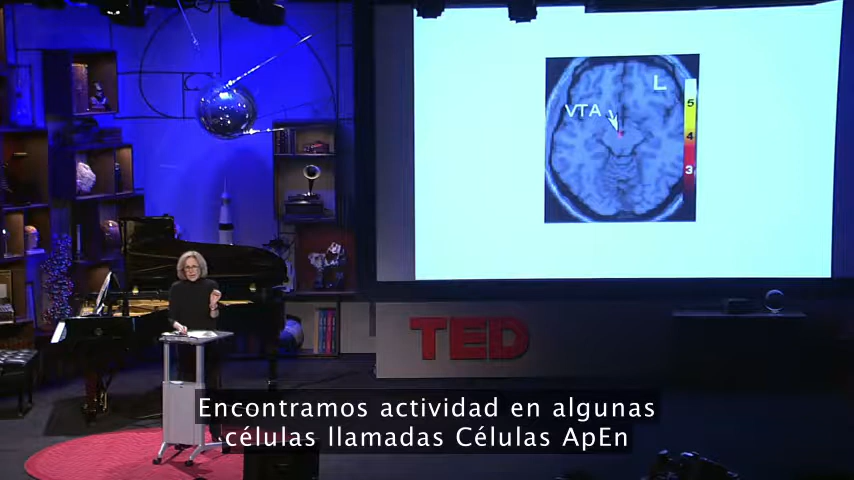 L
VTA
5
4
3
TED
Encontramos actividad en algunas
células llamadas Células ApEn